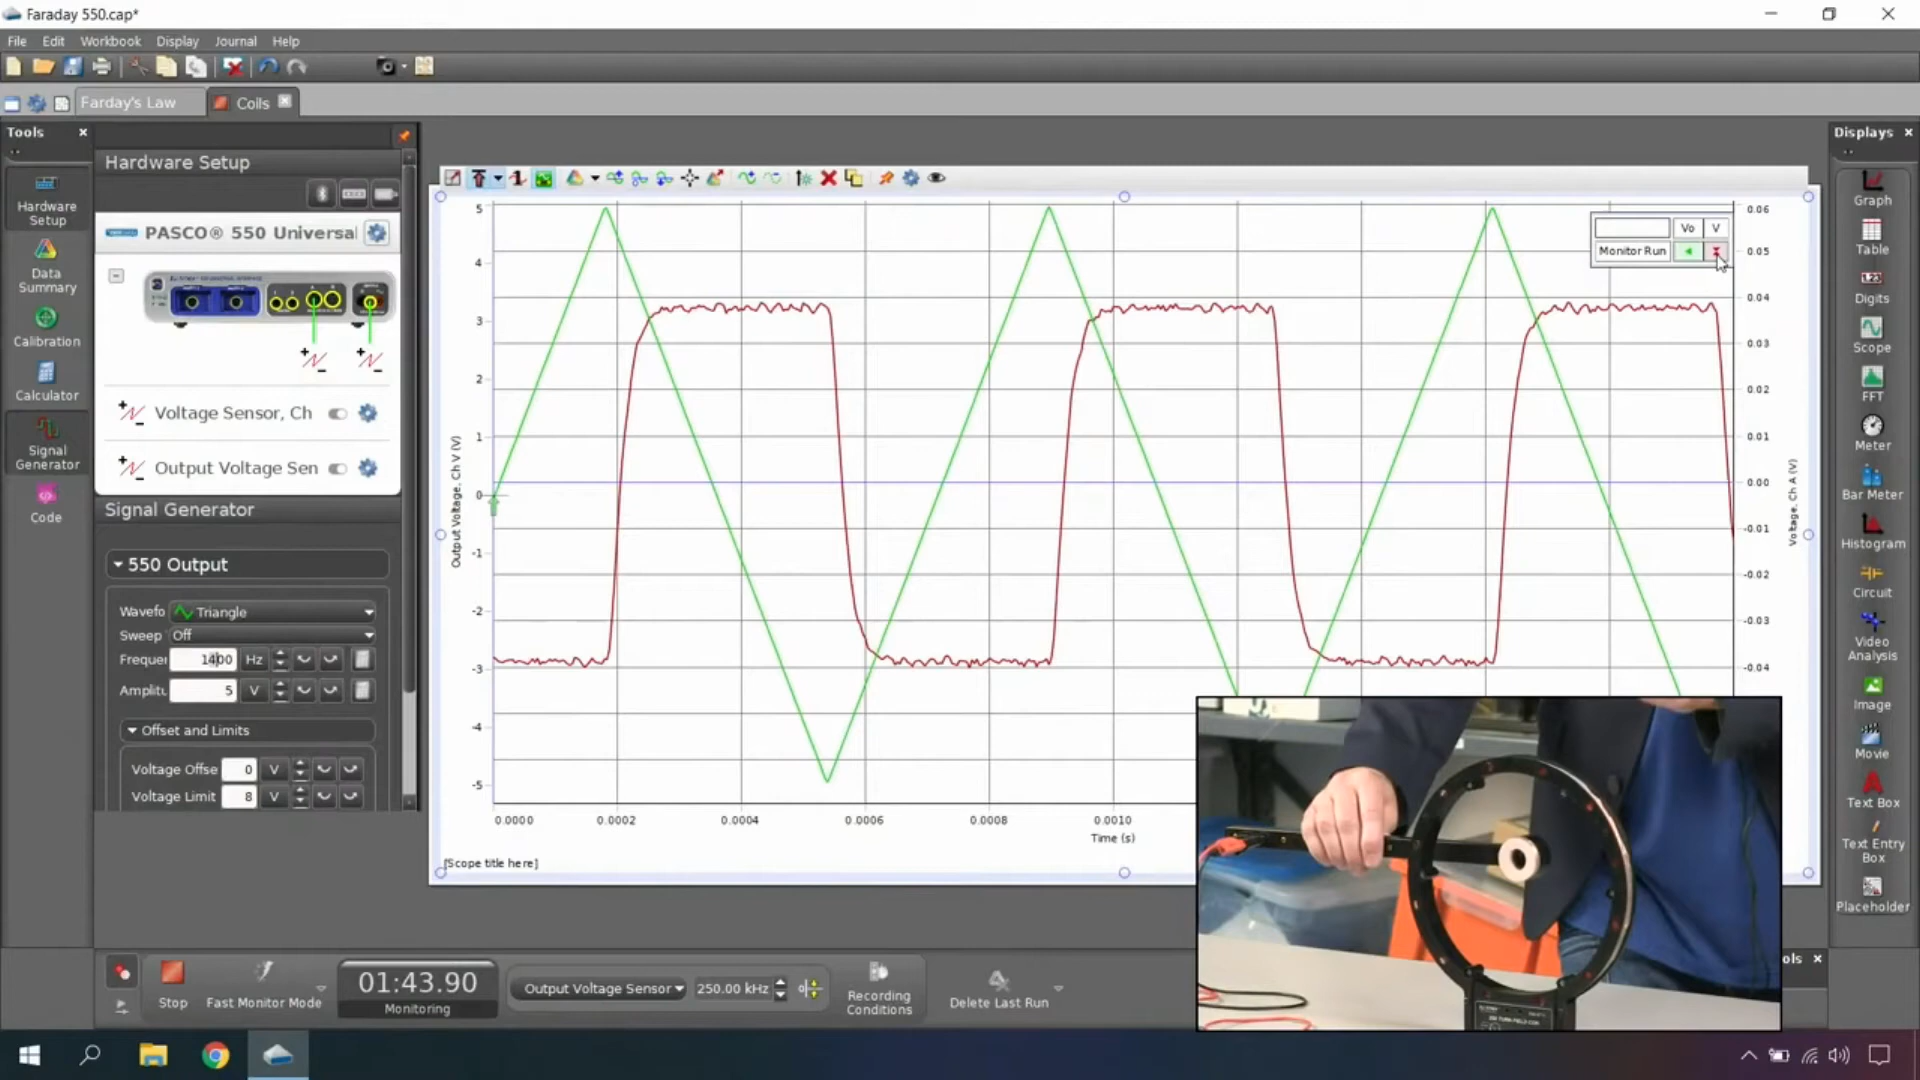 Faraday 550.cap*
File Edit Workbook Display Journal Help
Farday's Law
Coils
Tools
Hardware Setup
Data Summary
Calibration
Calculator
Signal Generator
Code
Hardware Setup
PASCO® 550 Universal
Voltage Sensor, Ch
Output Voltage Sen
Signal Generator
550 Output
Wavefo Triangle
Sweep Off
Frequer 1400 Hz
Amplitu 5 V
Offset and Limits
Voltage Offse 0 V
Voltage Limit 8 V
Output Voltage, Ch V (V)
5
4
3
2
1
0
-1
-2
-3
-4
-5
0.0000 0.0002 0.0004 0.0006 0.0008 0.0010
Time (s)
[Scope title here]
Vo V
Monitor Run
0.06
0.05
0.04
0.03
0.02
0.01
0.00
-0.01
-0.02
-0.03
-0.04
Voltage, Ch A (V)
Displays
Graph
Table
1.23
Digits
Scope
FFT
Meter
Bar Meter
Histogram
Circuit
Video Analysis
Image
Movie
Text Box
Text Entry Box
Placeholder
ols
Stop
Fast Monitor Mode
01:43.90
Monitoring
Output Voltage Sensor
250.00 kHz
Recording Conditions
Delete Last Run